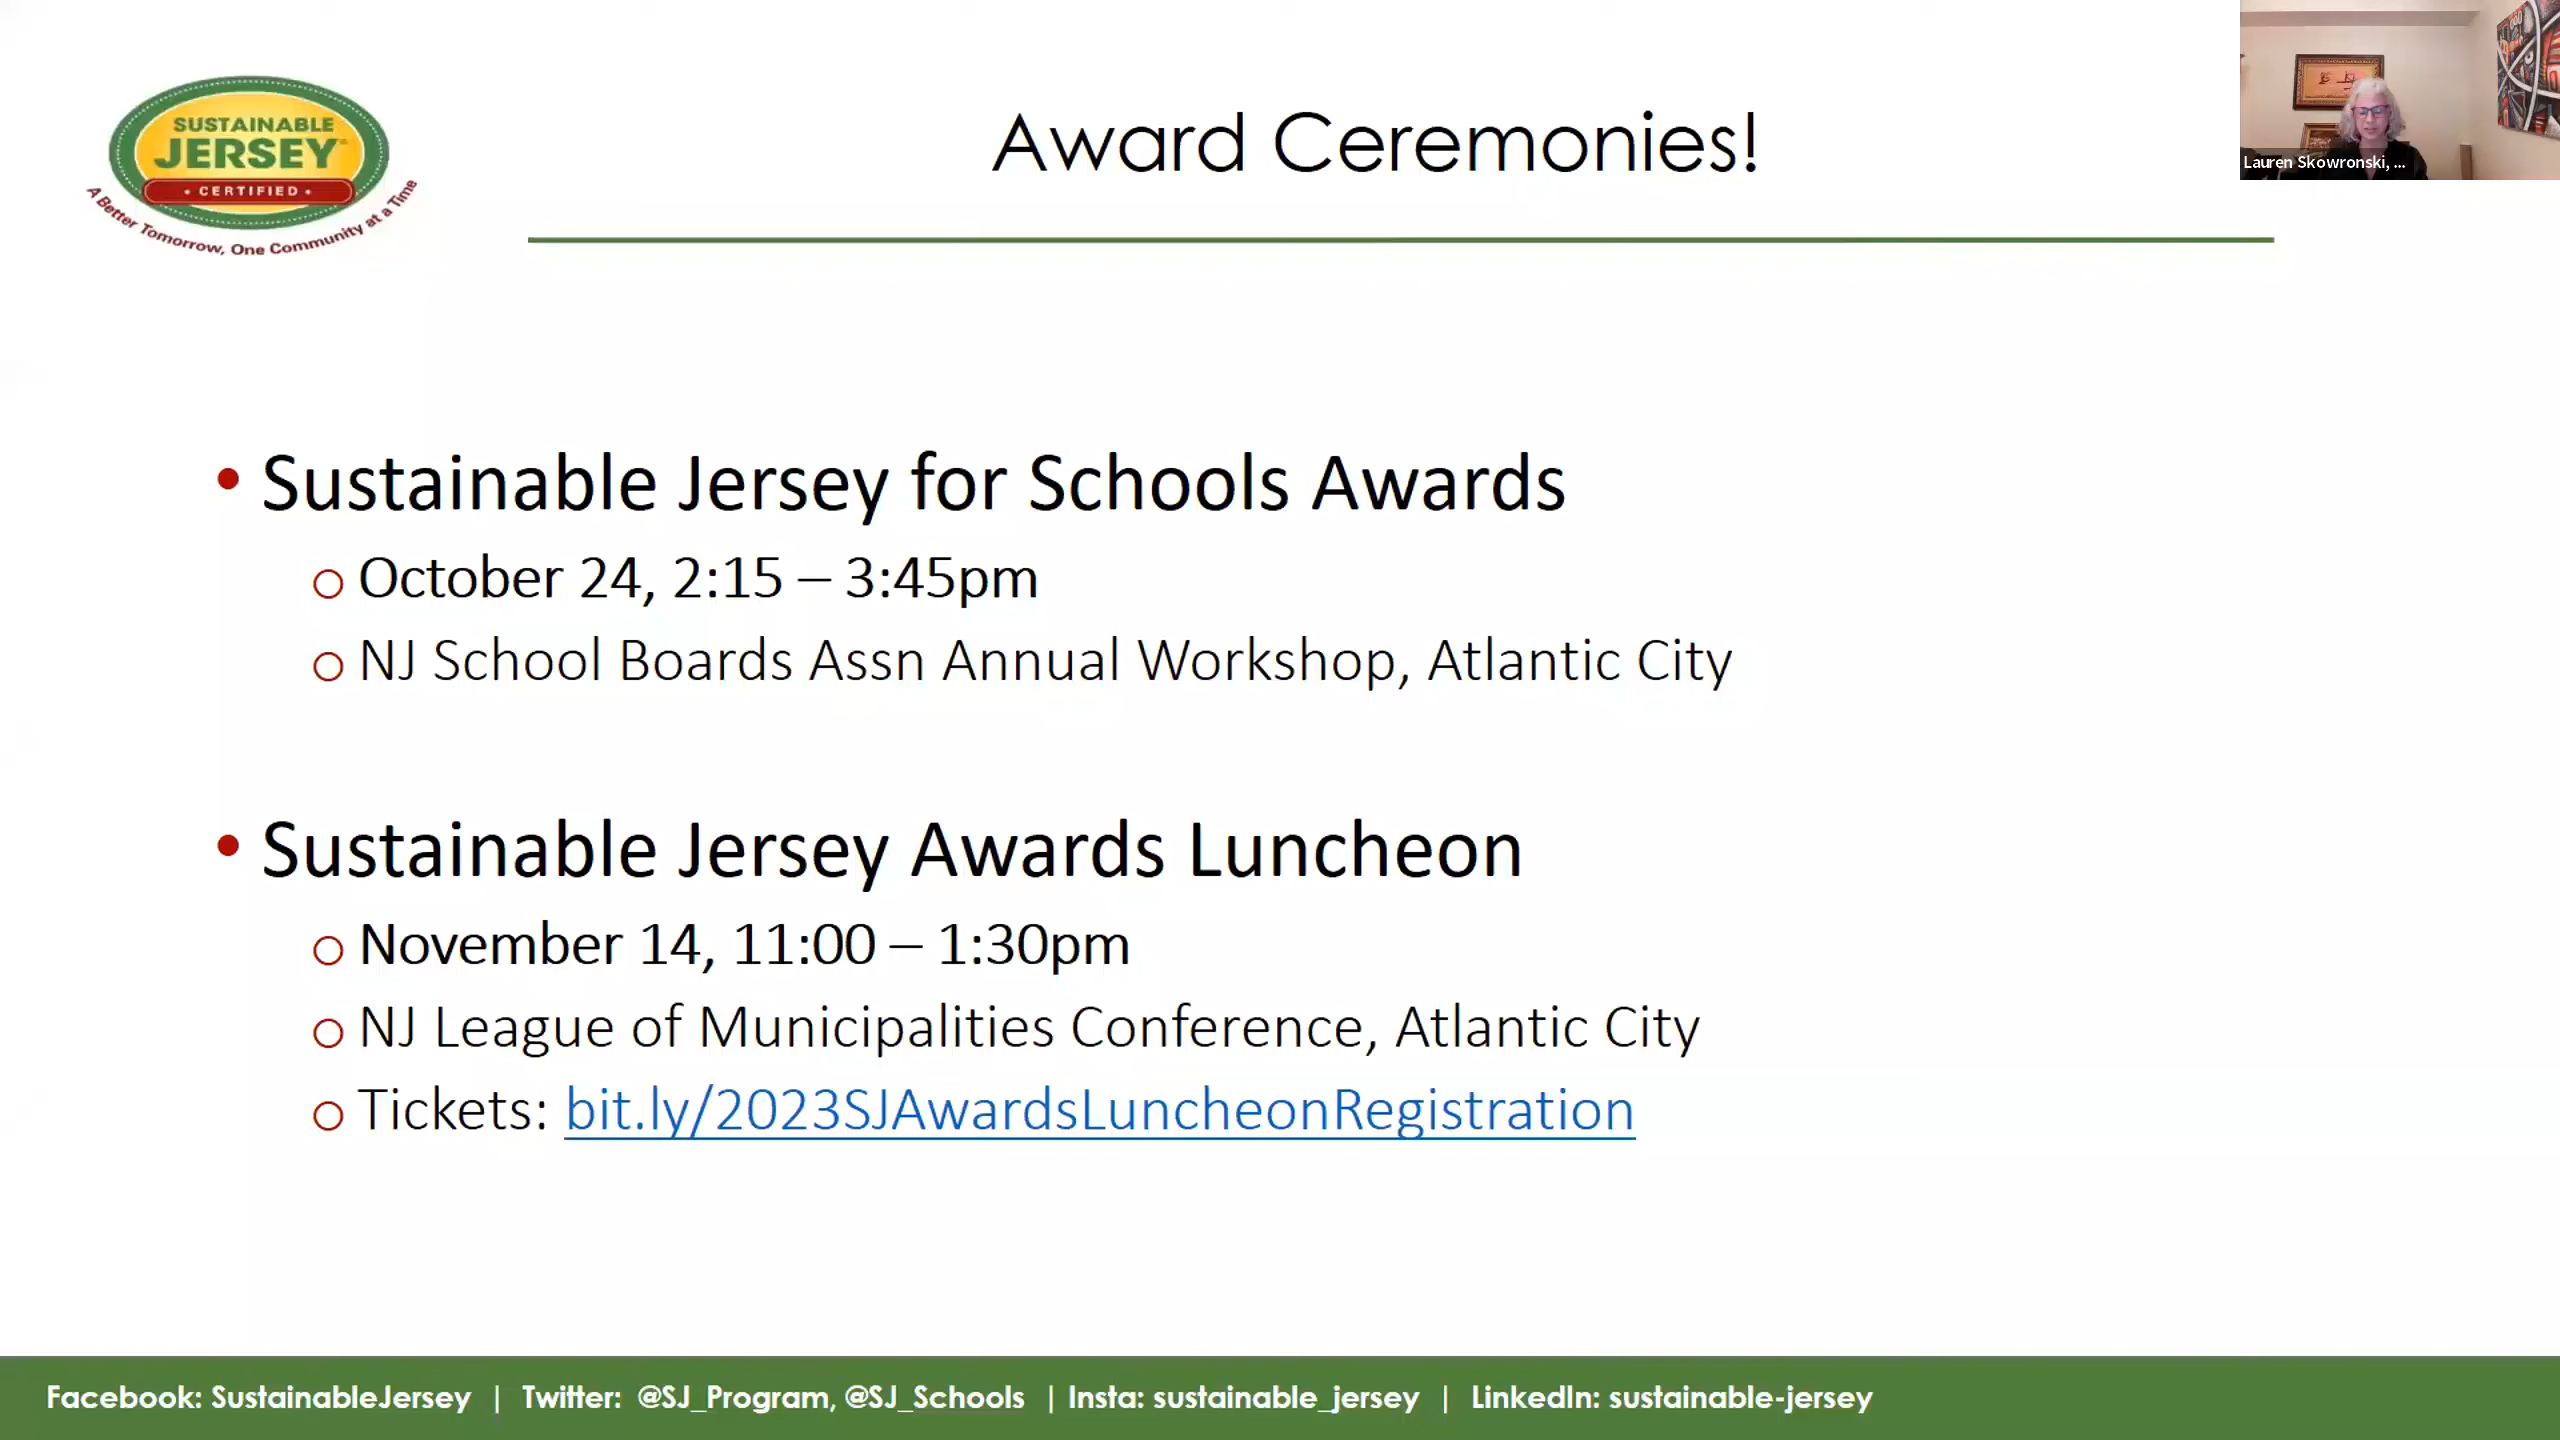 SUSTAINABLE
JERSEY™
• CERTIFIED •
A Better Tomorrow, One Community at a Time
Award Ceremonies!
Lauren Skowronski, ...
• Sustainable Jersey for Schools Awards
o October 24, 2:15 – 3:45pm
o NJ School Boards Assn Annual Workshop, Atlantic City
• Sustainable Jersey Awards Luncheon
o November 14, 11:00 – 1:30pm
o NJ League of Municipalities Conference, Atlantic City
o Tickets: bit.ly/2023SJAwardsLuncheonRegistration
Facebook: SustainableJersey | Twitter: @SJ_Program, @SJ_Schools | Insta: sustainable_jersey | LinkedIn: sustainable-jersey